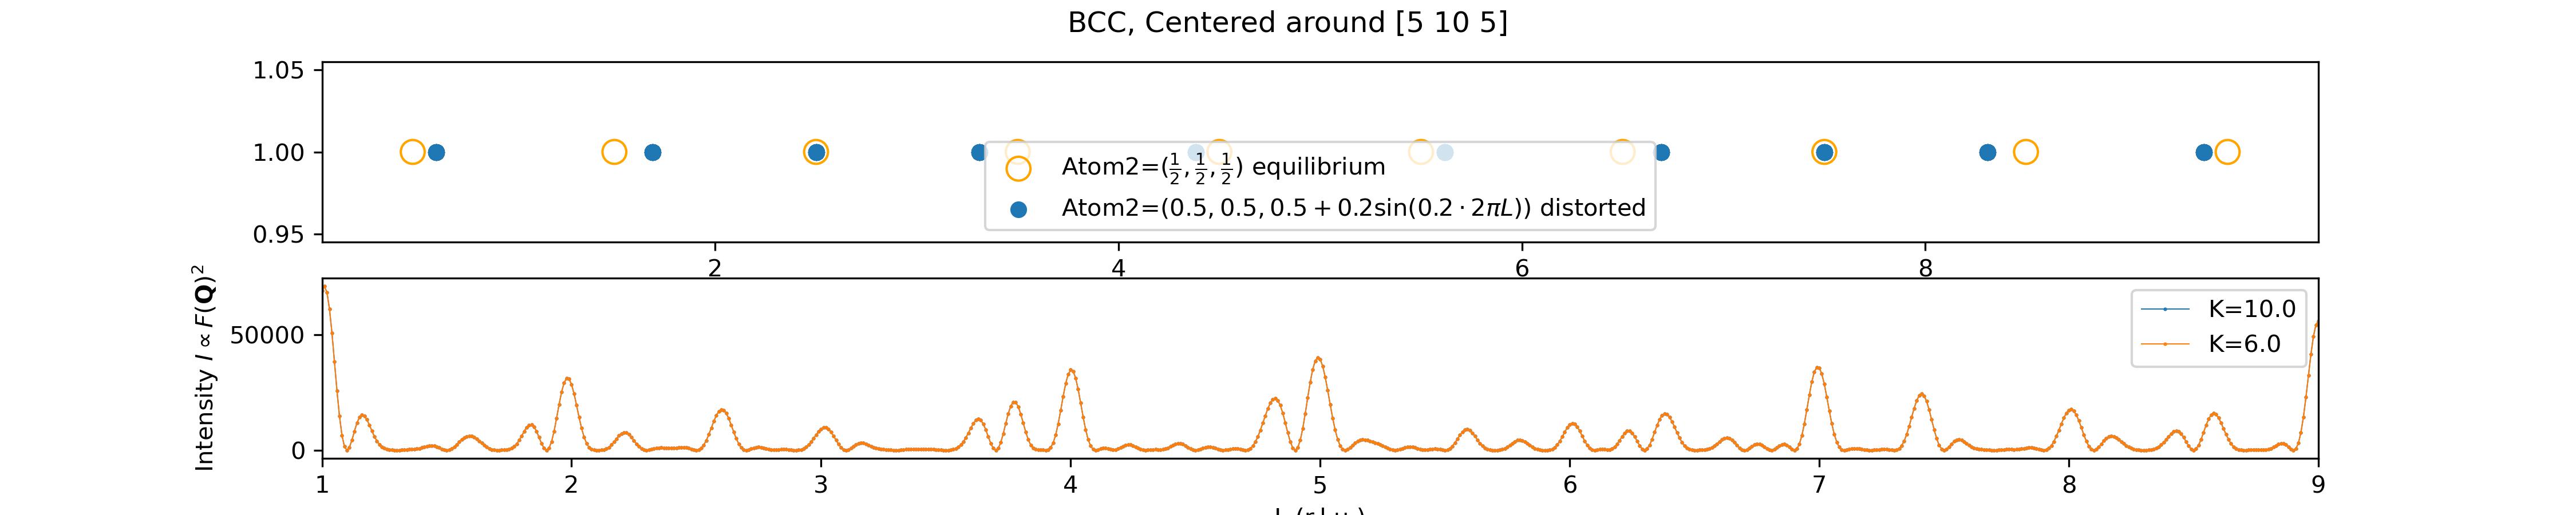 BCC, Centered around [5 10 5]
1.05
1.00
0.95
Atom2=(1/2, 1/2, 1/2) equilibrium
Atom2=(0.5, 0.5, 0.5 + 0.2sin(0.2 · 2πL)) distorted
2 4 6 8
Intensity I ∝ F(Q)²
50000
0
K=10.0
K=6.0
1 2 3 4 5 6 7 8 9